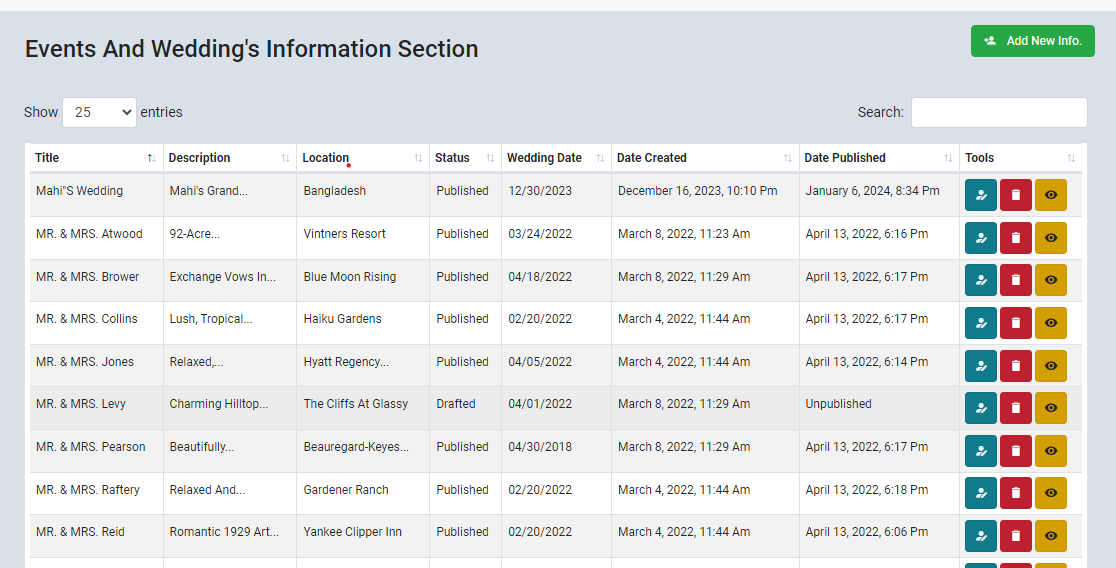 Events And Wedding's Information Section
Add New Info.
Show 25 entries
Search:
Title Description Location Status Wedding Date Date Created Date Published Tools
Mahi"S Wedding Mahi's Grand... Bangladesh Published 12/30/2023 December 16, 2023, 10:10 Pm January 6, 2024, 8:34 Pm
MR. & MRS. Atwood 92-Acre... Vintners Resort Published 03/24/2022 March 8, 2022, 11:23 Am April 13, 2022, 6:16 Pm
MR. & MRS. Brower Exchange Vows In... Blue Moon Rising Published 04/18/2022 March 8, 2022, 11:29 Am April 13, 2022, 6:17 Pm
MR. & MRS. Collins Lush, Tropical... Haiku Gardens Published 02/20/2022 March 4, 2022, 11:44 Am April 13, 2022, 6:17 Pm
MR. & MRS. Jones Relaxed,... Hyatt Regency... Published 04/05/2022 March 4, 2022, 11:44 Am April 13, 2022, 6:14 Pm
MR. & MRS. Levy Charming Hilltop... The Cliffs At Glassy Drafted 04/01/2022 March 8, 2022, 11:29 Am Unpublished
MR. & MRS. Pearson Beautifully... Beauregard-Keyes... Published 04/30/2018 March 8, 2022, 11:29 Am April 13, 2022, 6:17 Pm
MR. & MRS. Raftery Relaxed And... Gardener Ranch Published 02/20/2022 March 4, 2022, 11:44 Am April 13, 2022, 6:18 Pm
MR. & MRS. Reid Romantic 1929 Art... Yankee Clipper Inn Published 02/20/2022 March 4, 2022, 11:44 Am April 13, 2022, 6:06 Pm